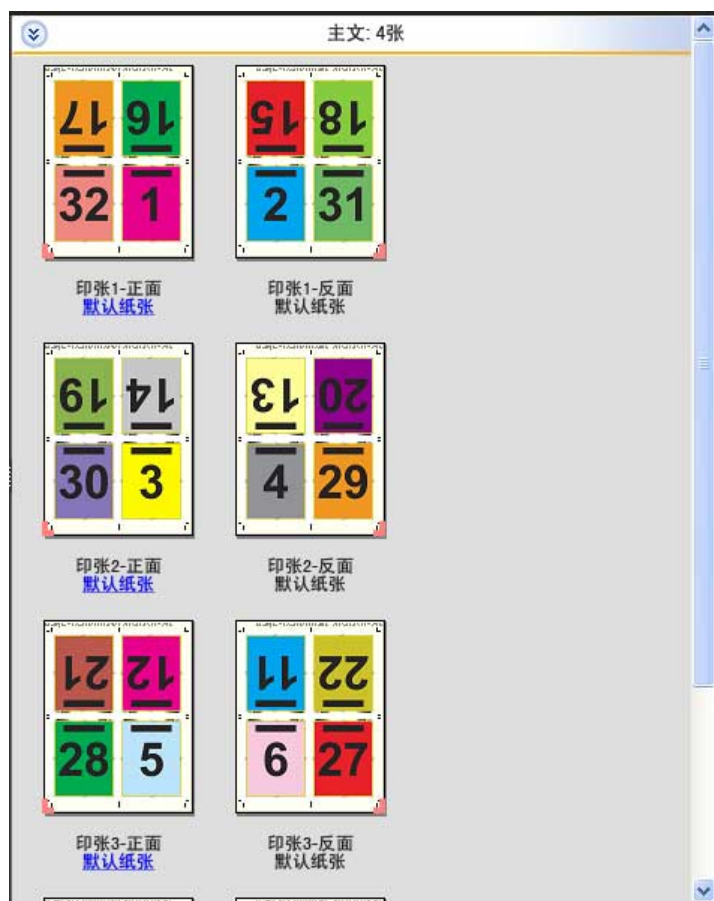 主文: 4张
17 16
32 1
15 18
2 31
印张1-正面
默认纸张
印张1-反面
默认纸张
19 14
30 3
13 20
4 29
印张2-正面
默认纸张
印张2-反面
默认纸张
21 12
28 5
11 22
6 27
印张3-正面
默认纸张
印张3-反面
默认纸张